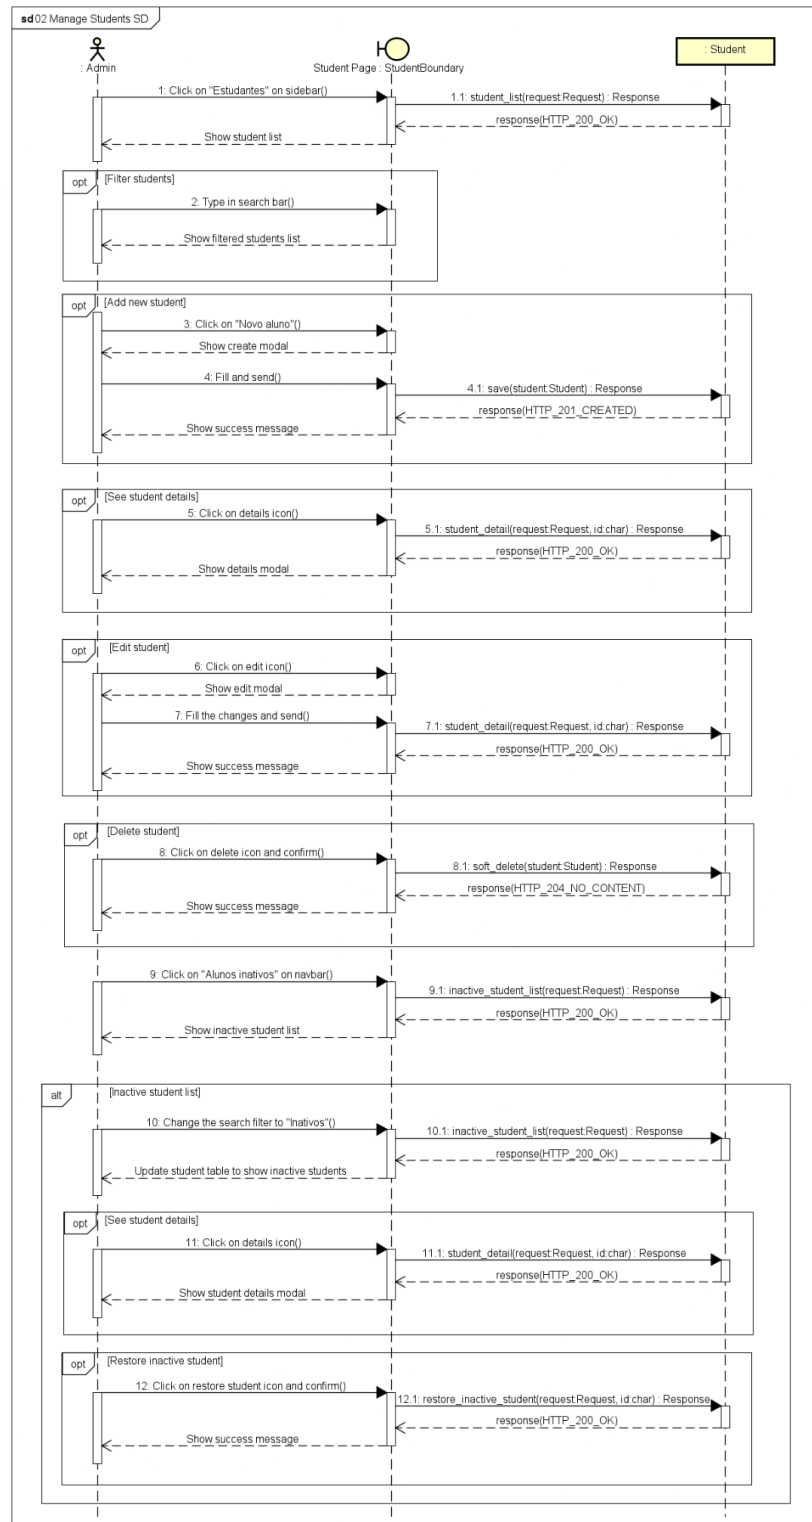 sd 02 Manage Students SD
: Admin
Student Page : StudentBoundary
: Student
1: Click on "Estudantes" on sidebar()
1.1: student_list(request:Request) : Response
response(HTTP_200_OK)
Show student list
opt
[Filter students]
2: Type in search bar()
Show filtered students list
opt
[Add new student]
3: Click on "Novo aluno"()
Show create modal
4: Fill and send()
4.1: save(student:Student) : Response
response(HTTP_201_CREATED)
Show success message
opt
[See student details]
5: Click on details icon()
5.1: student_detail(request:Request, id:char) : Response
response(HTTP_200_OK)
Show details modal
opt
[Edit student]
6: Click on edit icon()
Show edit modal
7: Fill the changes and send()
7.1: student_detail(request:Request, id:char) : Response
response(HTTP_200_OK)
Show success message
opt
[Delete student]
8: Click on delete icon and confirm()
8.1: soft_delete(student:Student) : Response
response(HTTP_204_NO_CONTENT)
Show success message
9: Click on "Alunos inativos" on navbar()
9.1: inactive_student_list(request:Request) : Response
response(HTTP_200_OK)
Show inactive student list
alt
[Inactive student list]
10: Change the search filter to "Inativos"()
10.1: inactive_student_list(request:Request) : Response
response(HTTP_200_OK)
Update student table to show inactive students
opt
[See student details]
11: Click on details icon()
11.1: student_detail(request:Request, id:char) : Response
response(HTTP_200_OK)
Show student details modal
opt
[Restore inactive student]
12: Click on restore student icon and confirm()
12.1: restore_inactive_student(request:Request, id:char) : Response
response(HTTP_200_OK)
Show success message